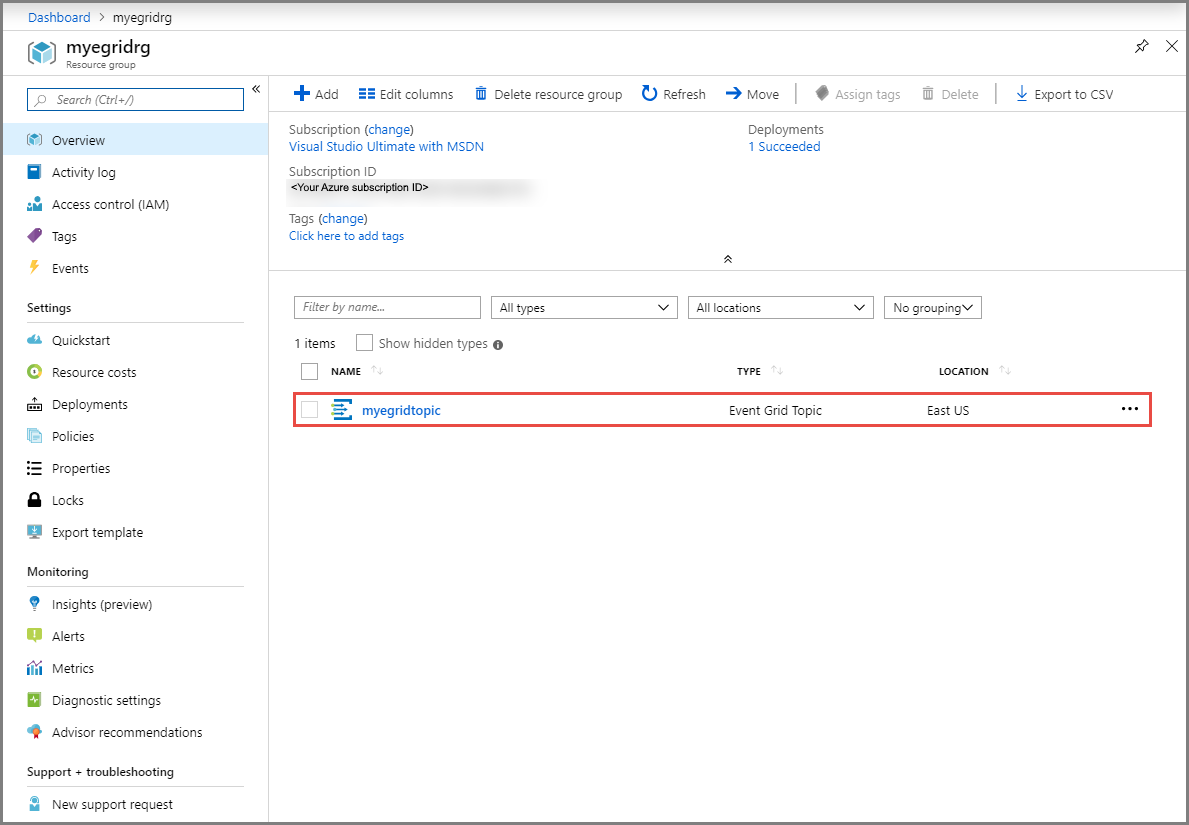 Dashboard > myegridrg
myegridrg
Resource group
Search (Ctrl+/)
Overview
Activity log
Access control (IAM)
Tags
Events
Settings
Quickstart
Resource costs
Deployments
Policies
Properties
Locks
Export template
Monitoring
Insights (preview)
Alerts
Metrics
Diagnostic settings
Advisor recommendations
Support + troubleshooting
New support request
Add Edit columns Delete resource group Refresh Move Assign tags Delete Export to CSV
Subscription (change)
Visual Studio Ultimate with MSDN
Subscription ID
<Your Azure subscription ID>
Tags (change)
Click here to add tags
Deployments
1 Succeeded
Filter by name... All types All locations No grouping
1 items Show hidden types
NAME TYPE LOCATION
myegridtopic Event Grid Topic East US